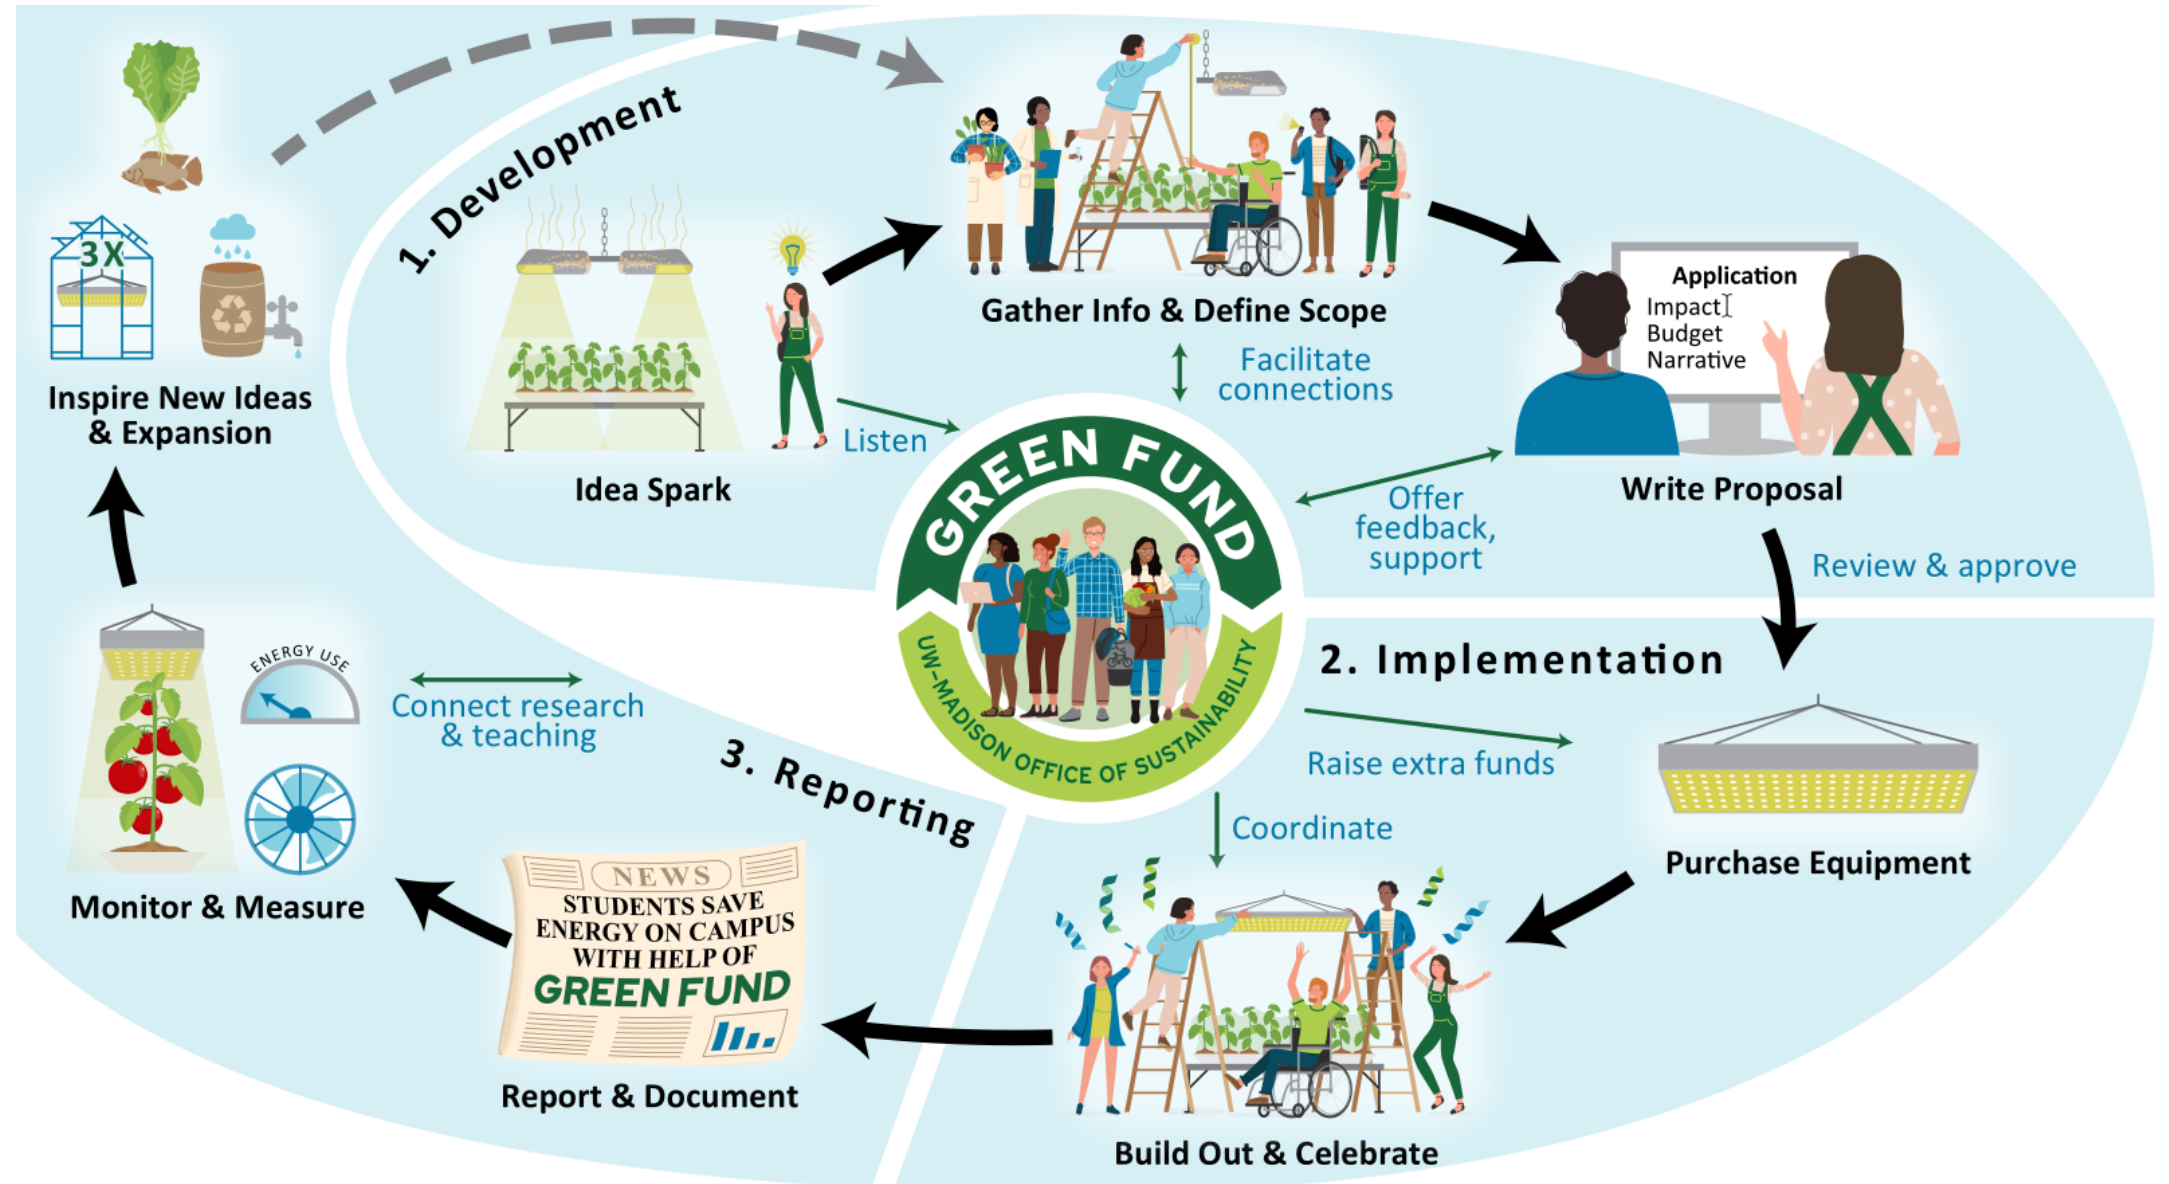 1. Development
Idea Spark
Listen
Gather Info & Define Scope
Facilitate
connections
Application
Impact
Budget
Narrative
Write Proposal
Offer
feedback,
support
Review & approve
GREEN FUND
UW-MADISON OFFICE OF SUSTAINABILITY
2. Implementation
Raise extra funds
Purchase Equipment
Coordinate
Build Out & Celebrate
3. Reporting
NEWS
STUDENTS SAVE
ENERGY ON CAMPUS
WITH HELP OF
GREEN FUND
Report & Document
ENERGY USE
Monitor & Measure
Connect research
& teaching
3X
Inspire New Ideas
& Expansion